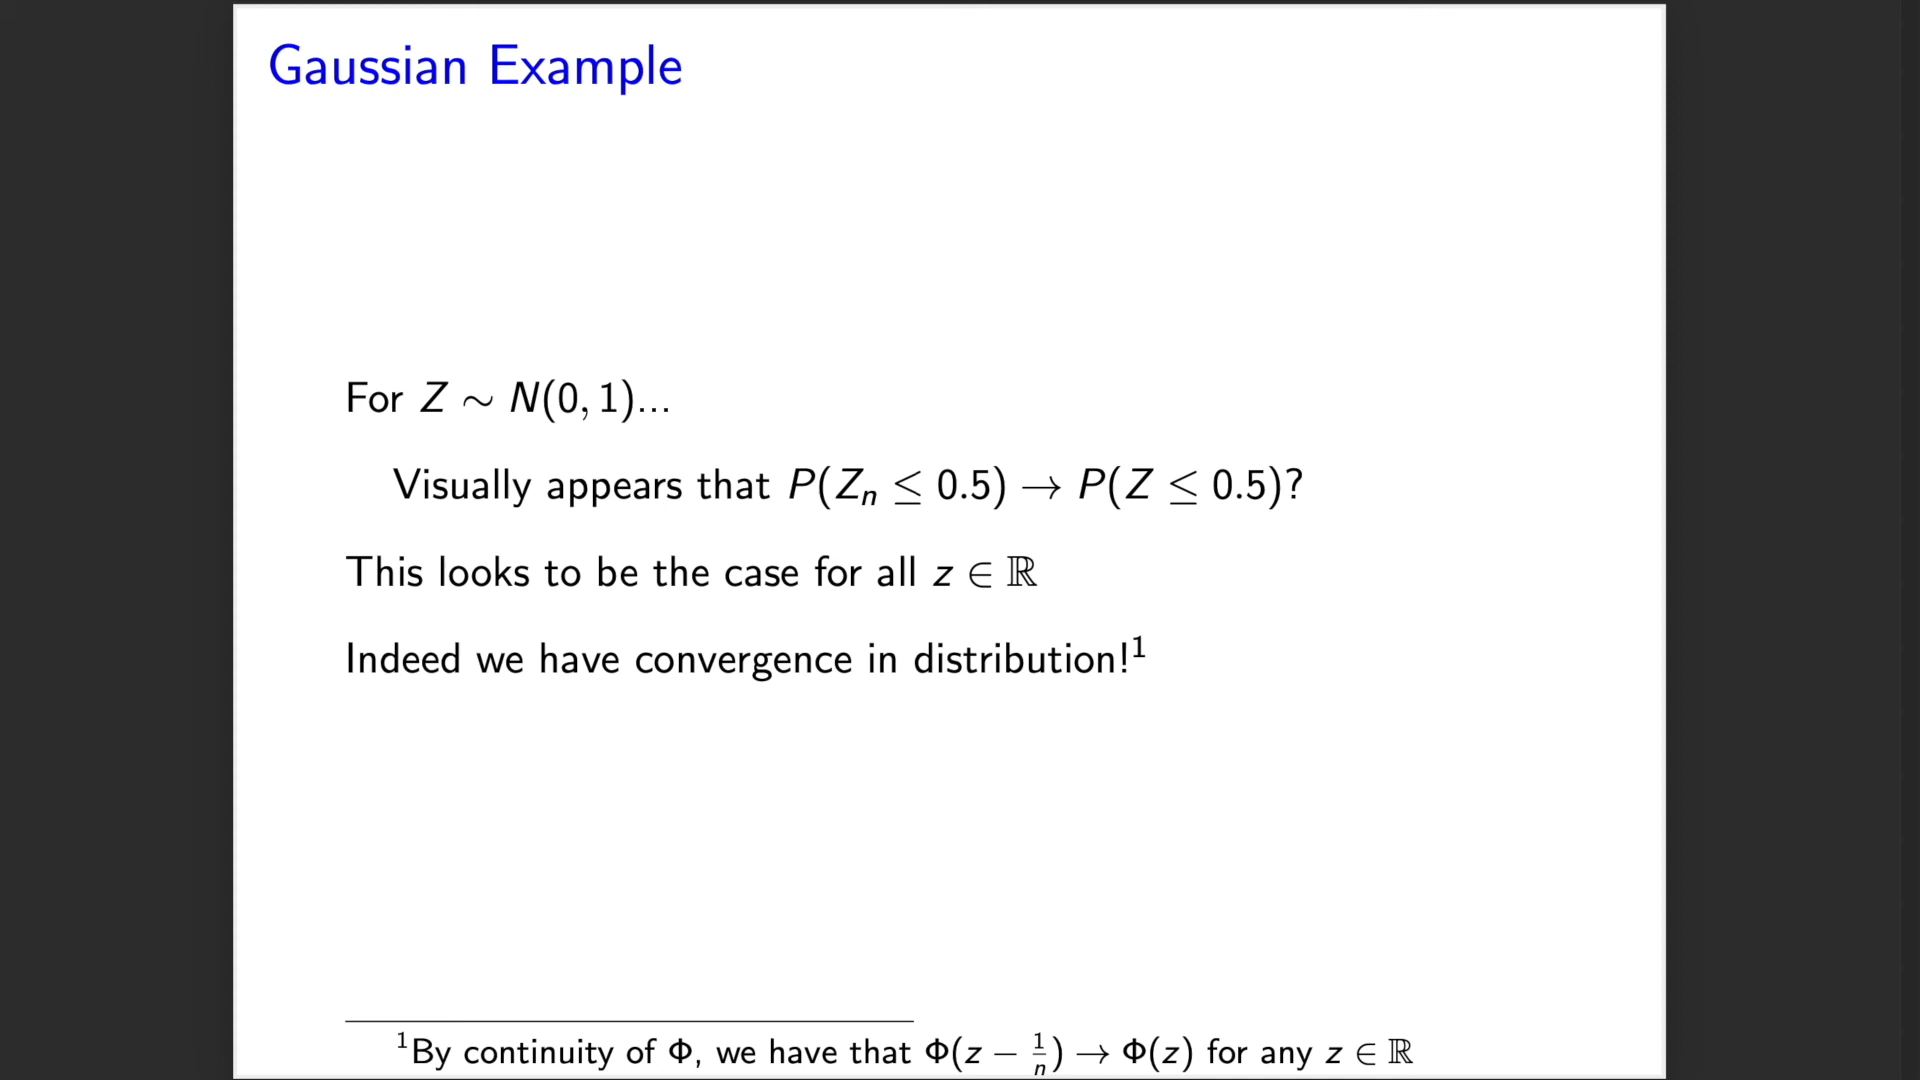 Gaussian Example
For Z ∼ N(0, 1)...
Visually appears that P(Zₙ ≤ 0.5) → P(Z ≤ 0.5)?
This looks to be the case for all z ∈ ℝ
Indeed we have convergence in distribution!¹
¹By continuity of Φ, we have that Φ(z − 1/n) → Φ(z) for any z ∈ ℝ